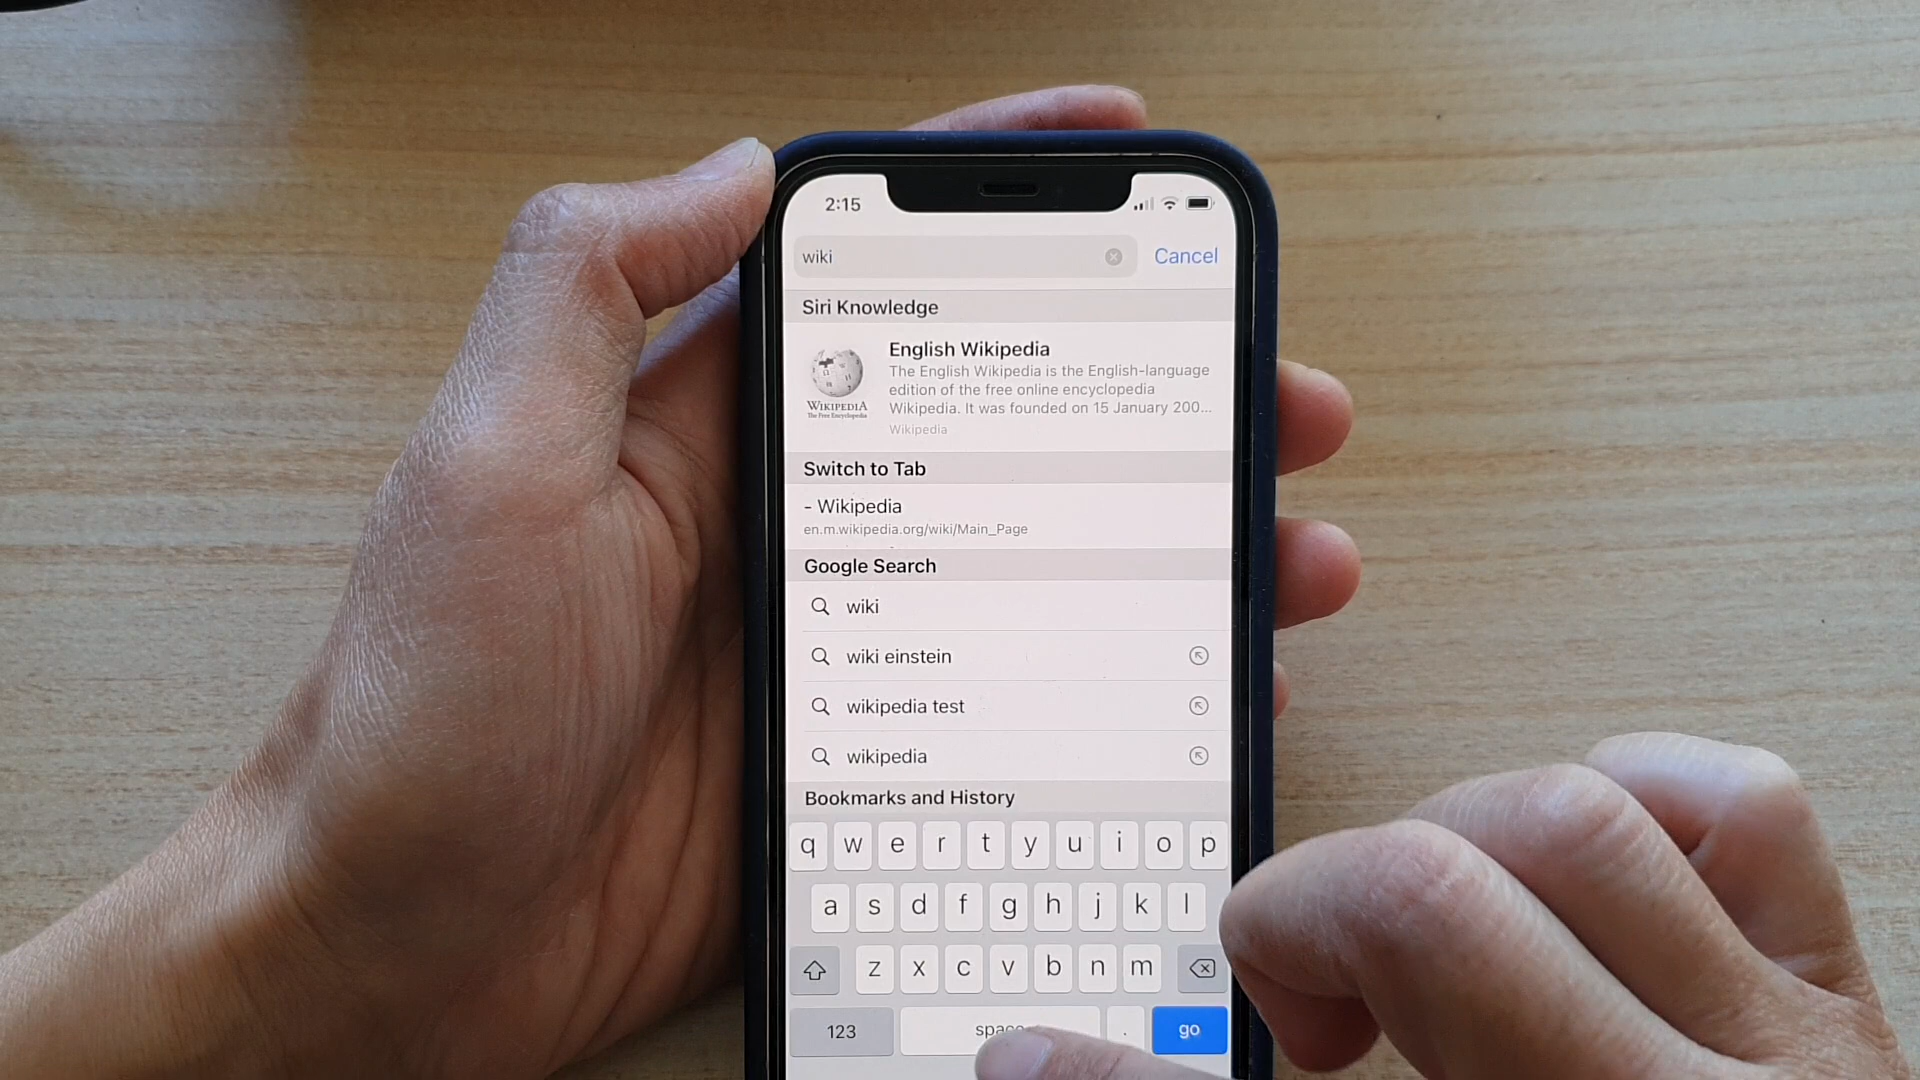 2:15
wiki
Cancel
Siri Knowledge
English Wikipedia
The English Wikipedia is the English-language
edition of the free online encyclopedia
Wikipedia. It was founded on 15 January 200...
Wikipedia
WIKIPEDIA
The Free Encyclopedia
Switch to Tab
- Wikipedia
en.m.wikipedia.org/wiki/Main_Page
Google Search
wiki
wiki einstein
wikipedia test
wikipedia
Bookmarks and History
q w e r t y u i o p
a s d f g h j k l
z x c v b n m
123 space . go